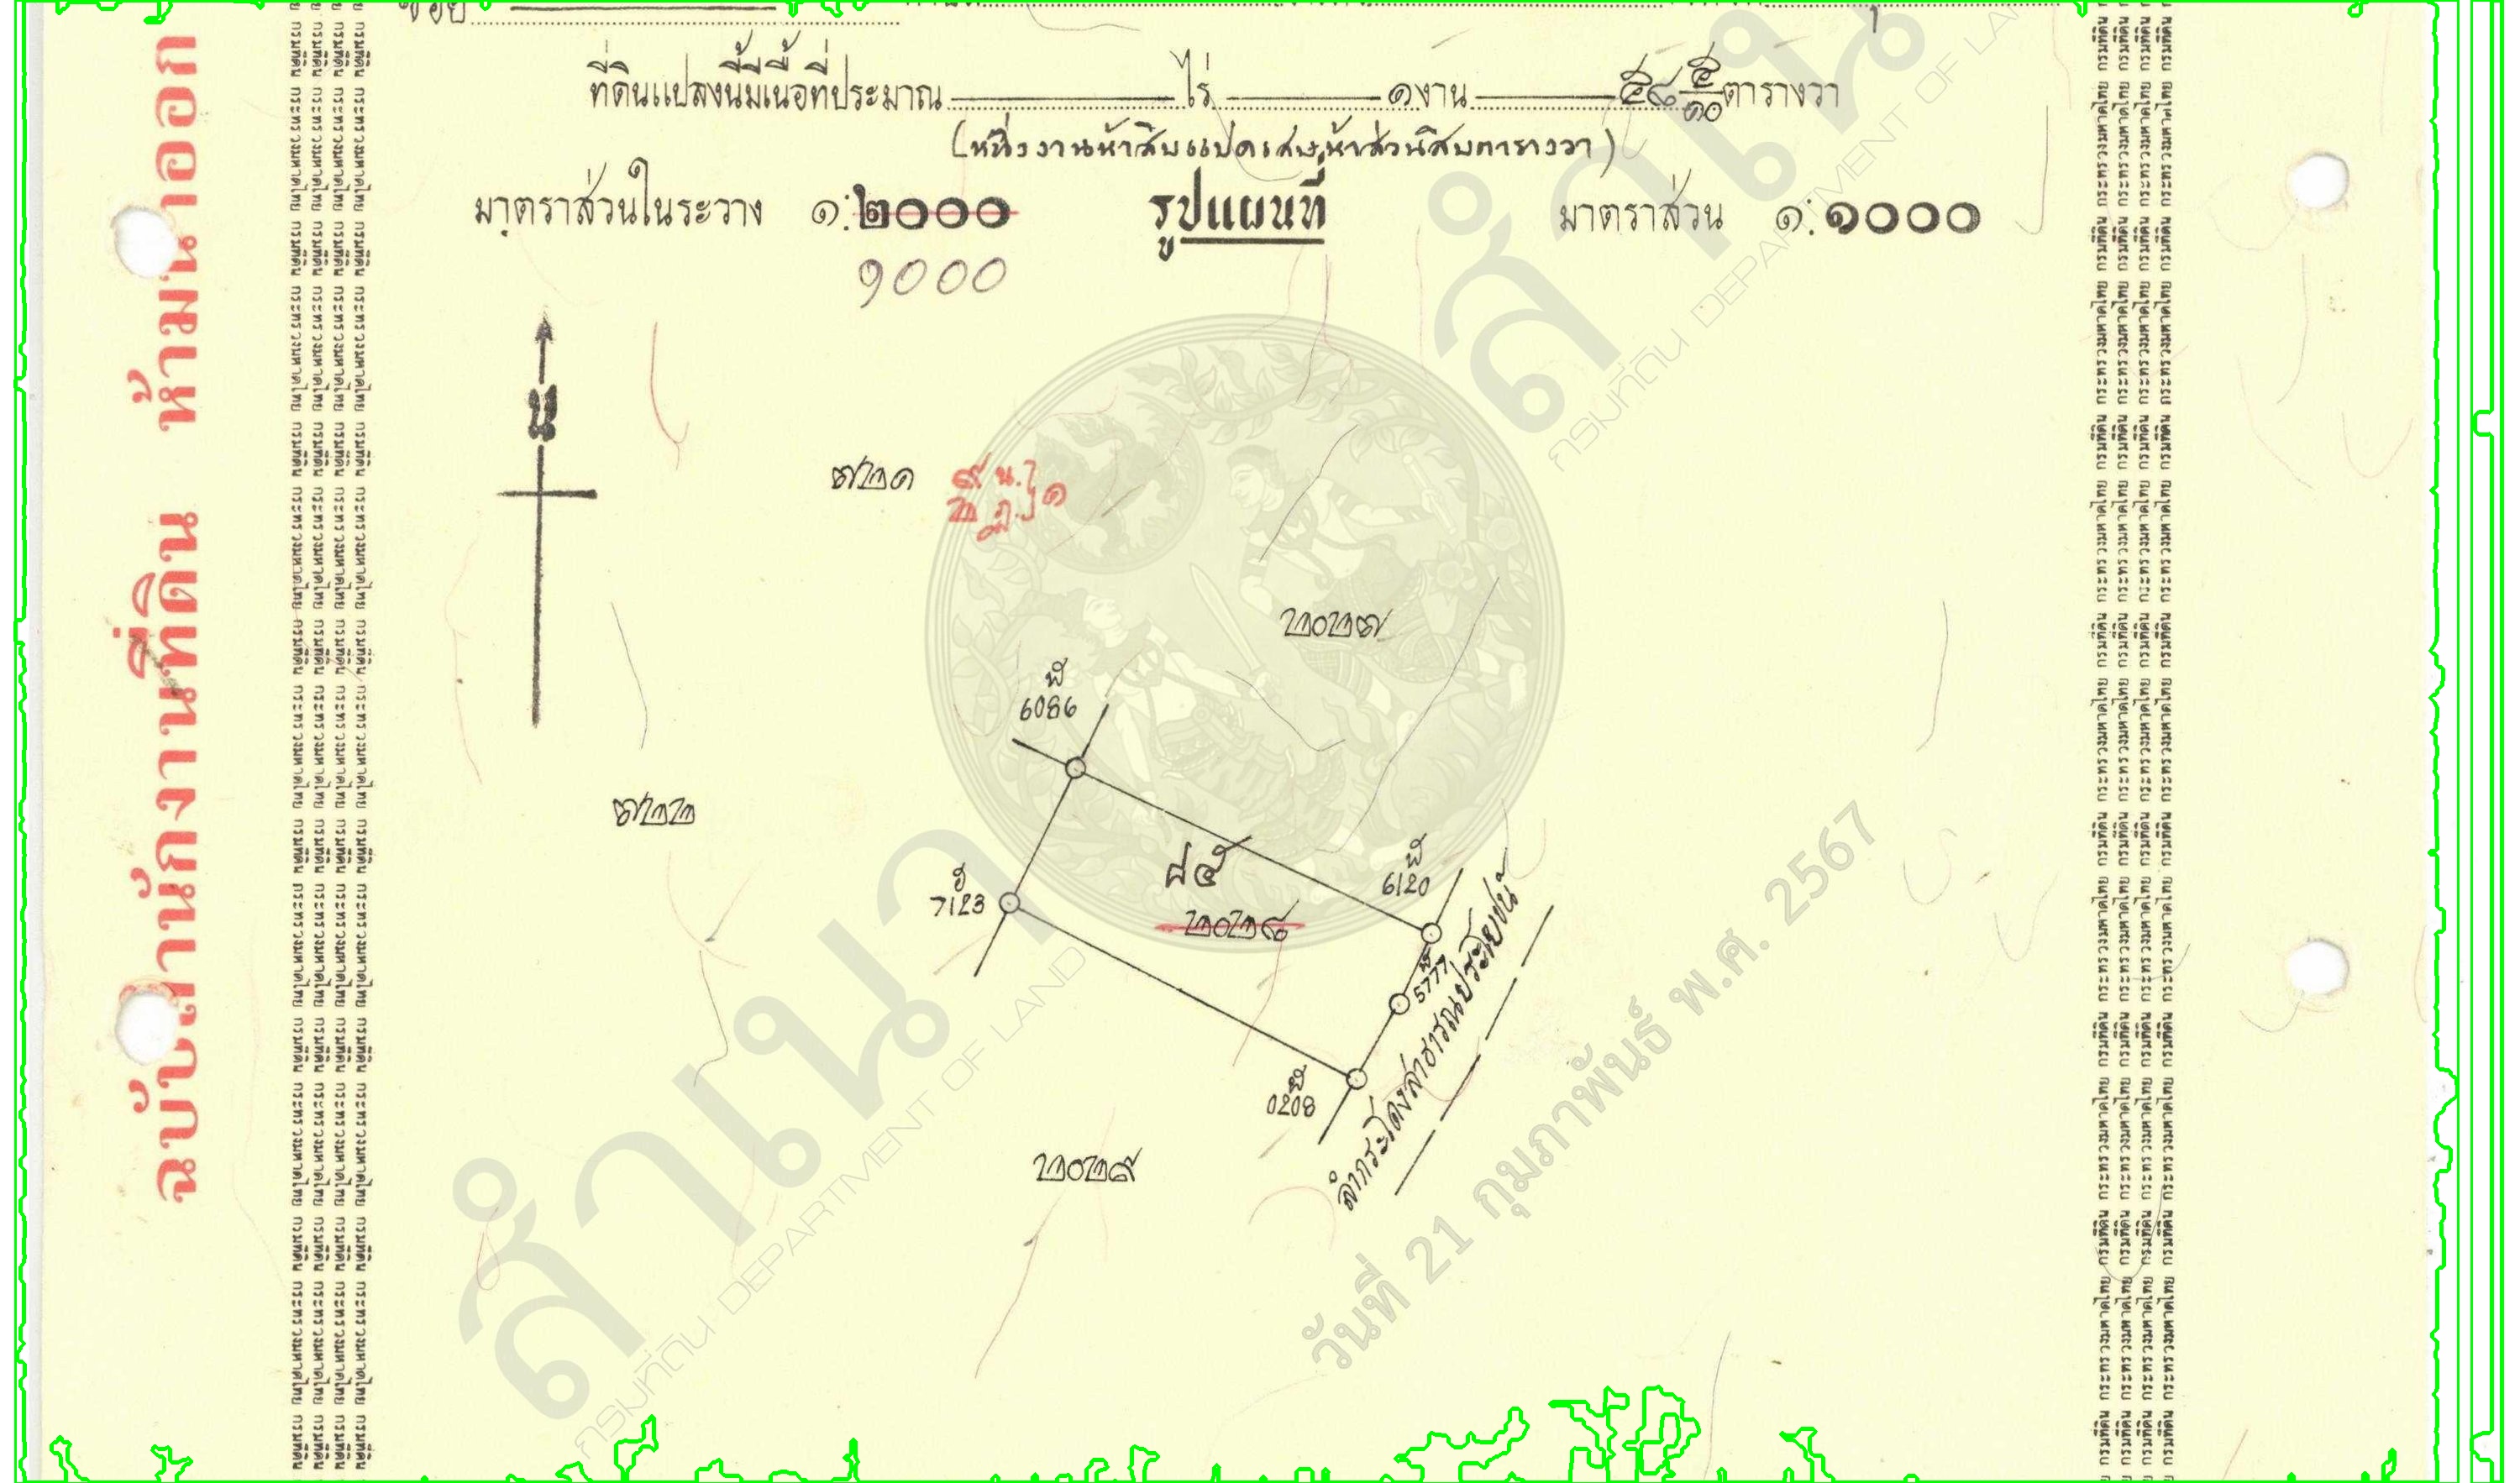 ซอย
ที่ดินแปลงนี้มีเนื้อที่ประมาณ ไร่ ๑ งาน ๕๘ ๕/๑๐ ตารางวา
(หนึ่งงานห้าสิบแปดเศษห้าส่วนสิบตารางวา)
มาตราส่วนในระวาง ๑:๒๐๐๐
รูปแผนที่
มาตราส่วน ๑:๑๐๐๐
๑๐๐๐
น
๗๒๑
๒๐๒๗
6086
๗๒๒
6120
๘๕
7123
๒๐๒๘
5777
0208
ลำกระโดงสาธารณประโยชน์
๒๐๒๙
ฉบับสำนักงานที่ดิน ห้ามนำออก
สำเนา
กรมที่ดิน DEPARTMENT OF LAND
วันที่ 21 กุมภาพันธ์ พ.ศ. 2567
กรมที่ดิน กระทรวงมหาดไทย